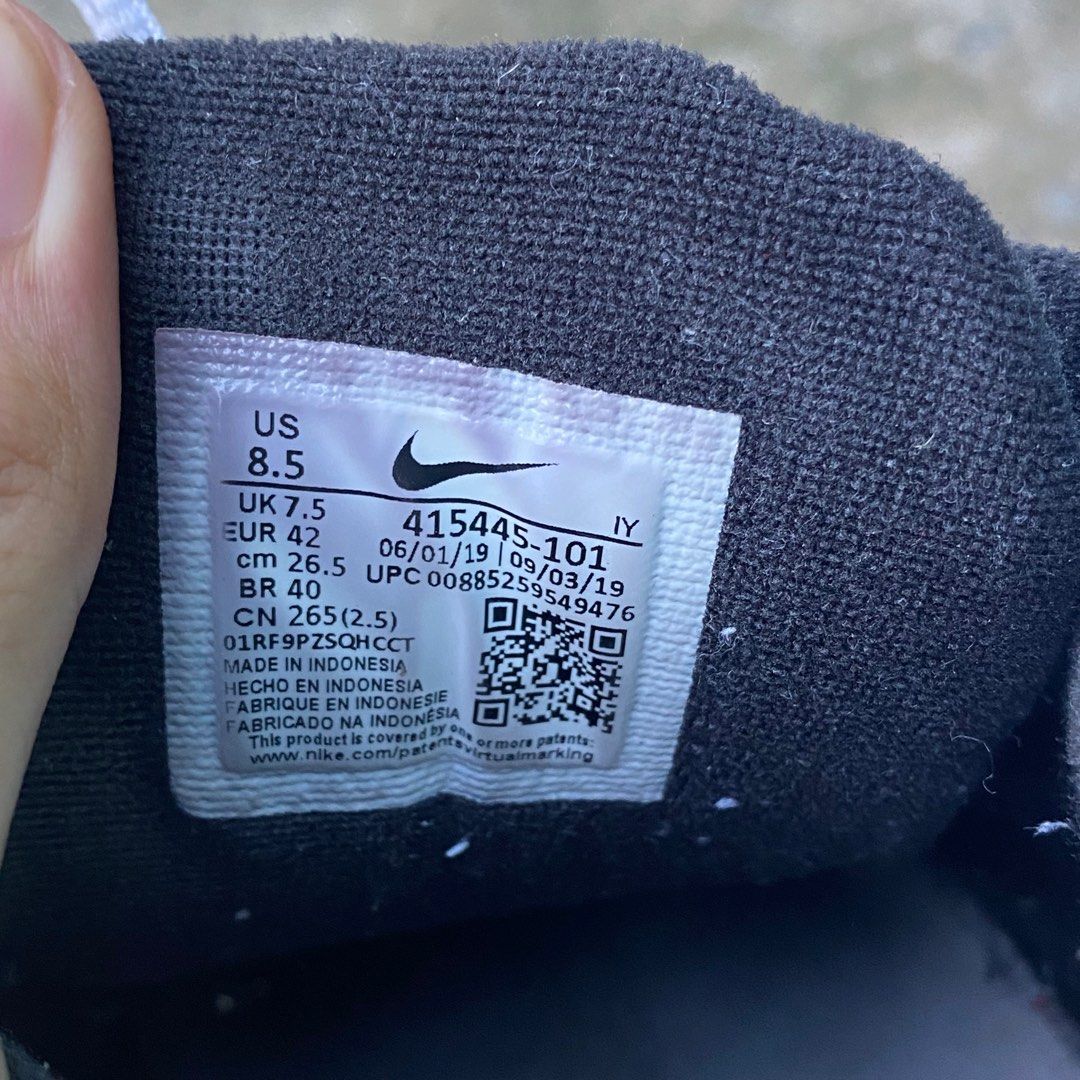 US
8.5
UK 7.5
EUR 42
cm 26.5
BR 40
CN 265(2.5)
IY
415445-101
06/01/19 | 09/03/19
UPC 00885259549476
01RF9PZSQHCCT
MADE IN INDONESIA
HECHO EN INDONESIA
FABRIQUE EN INDONESIE
FABRICADO NA INDONÉSIA
This product is covered by one or more patents:
www.nike.com/patentsvirtualmarking